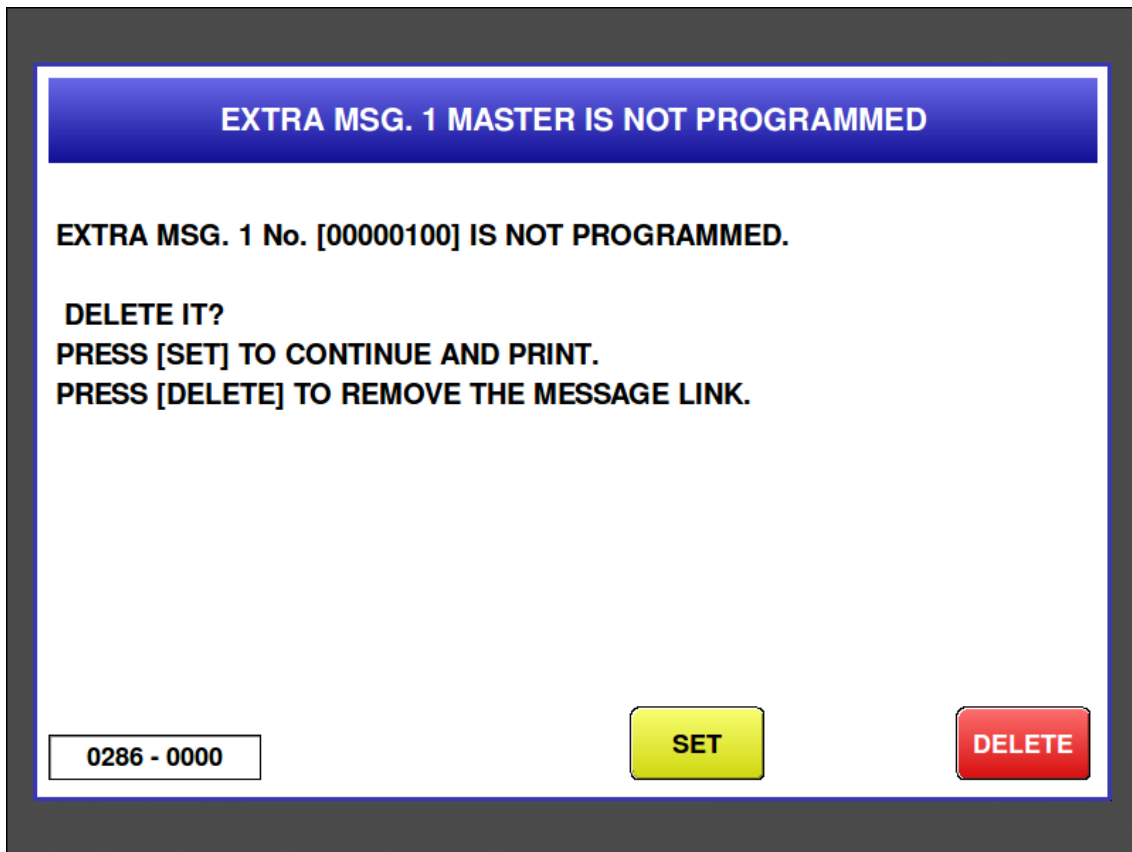 EXTRA MSG. 1 MASTER IS NOT PROGRAMMED
EXTRA MSG. 1 No. [00000100] IS NOT PROGRAMMED.
DELETE IT?
PRESS [SET] TO CONTINUE AND PRINT.
PRESS [DELETE] TO REMOVE THE MESSAGE LINK.
0286 - 0000
SET
DELETE